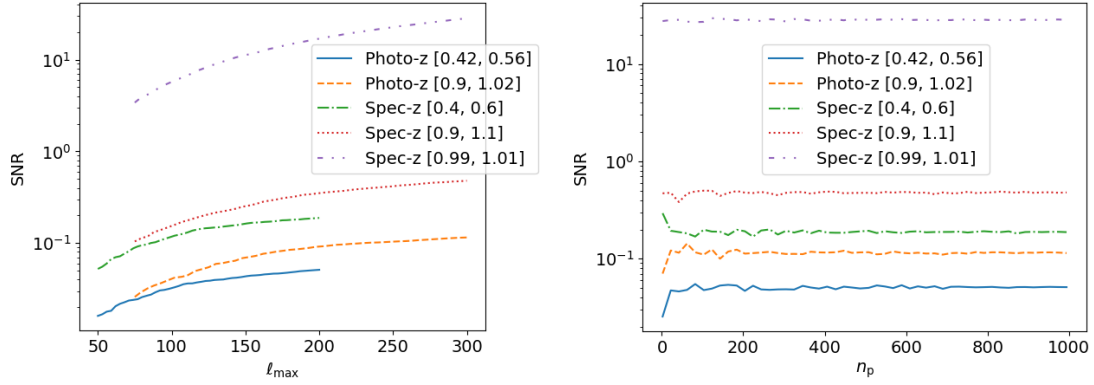 SNR
10¹
10⁰
10⁻¹
50
100
150
200
250
300
ℓmax
Photo-z [0.42, 0.56]
Photo-z [0.9, 1.02]
Spec-z [0.4, 0.6]
Spec-z [0.9, 1.1]
Spec-z [0.99, 1.01]
SNR
10¹
10⁰
10⁻¹
0
200
400
600
800
1000
np
Photo-z [0.42, 0.56]
Photo-z [0.9, 1.02]
Spec-z [0.4, 0.6]
Spec-z [0.9, 1.1]
Spec-z [0.99, 1.01]